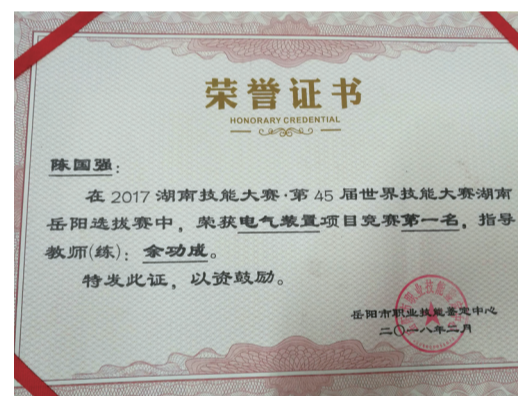 荣誉证书
HONORARY CREDENTIAL
陈国强：
在2017湖南技能大赛·第45届世界技能大赛湖南
岳阳选拔赛中，荣获电气装置项目竞赛第一名，指导
教师(练)：余功成。
特发此证，以资鼓励。
岳阳市职业技能鉴定中心
二〇一八年二月